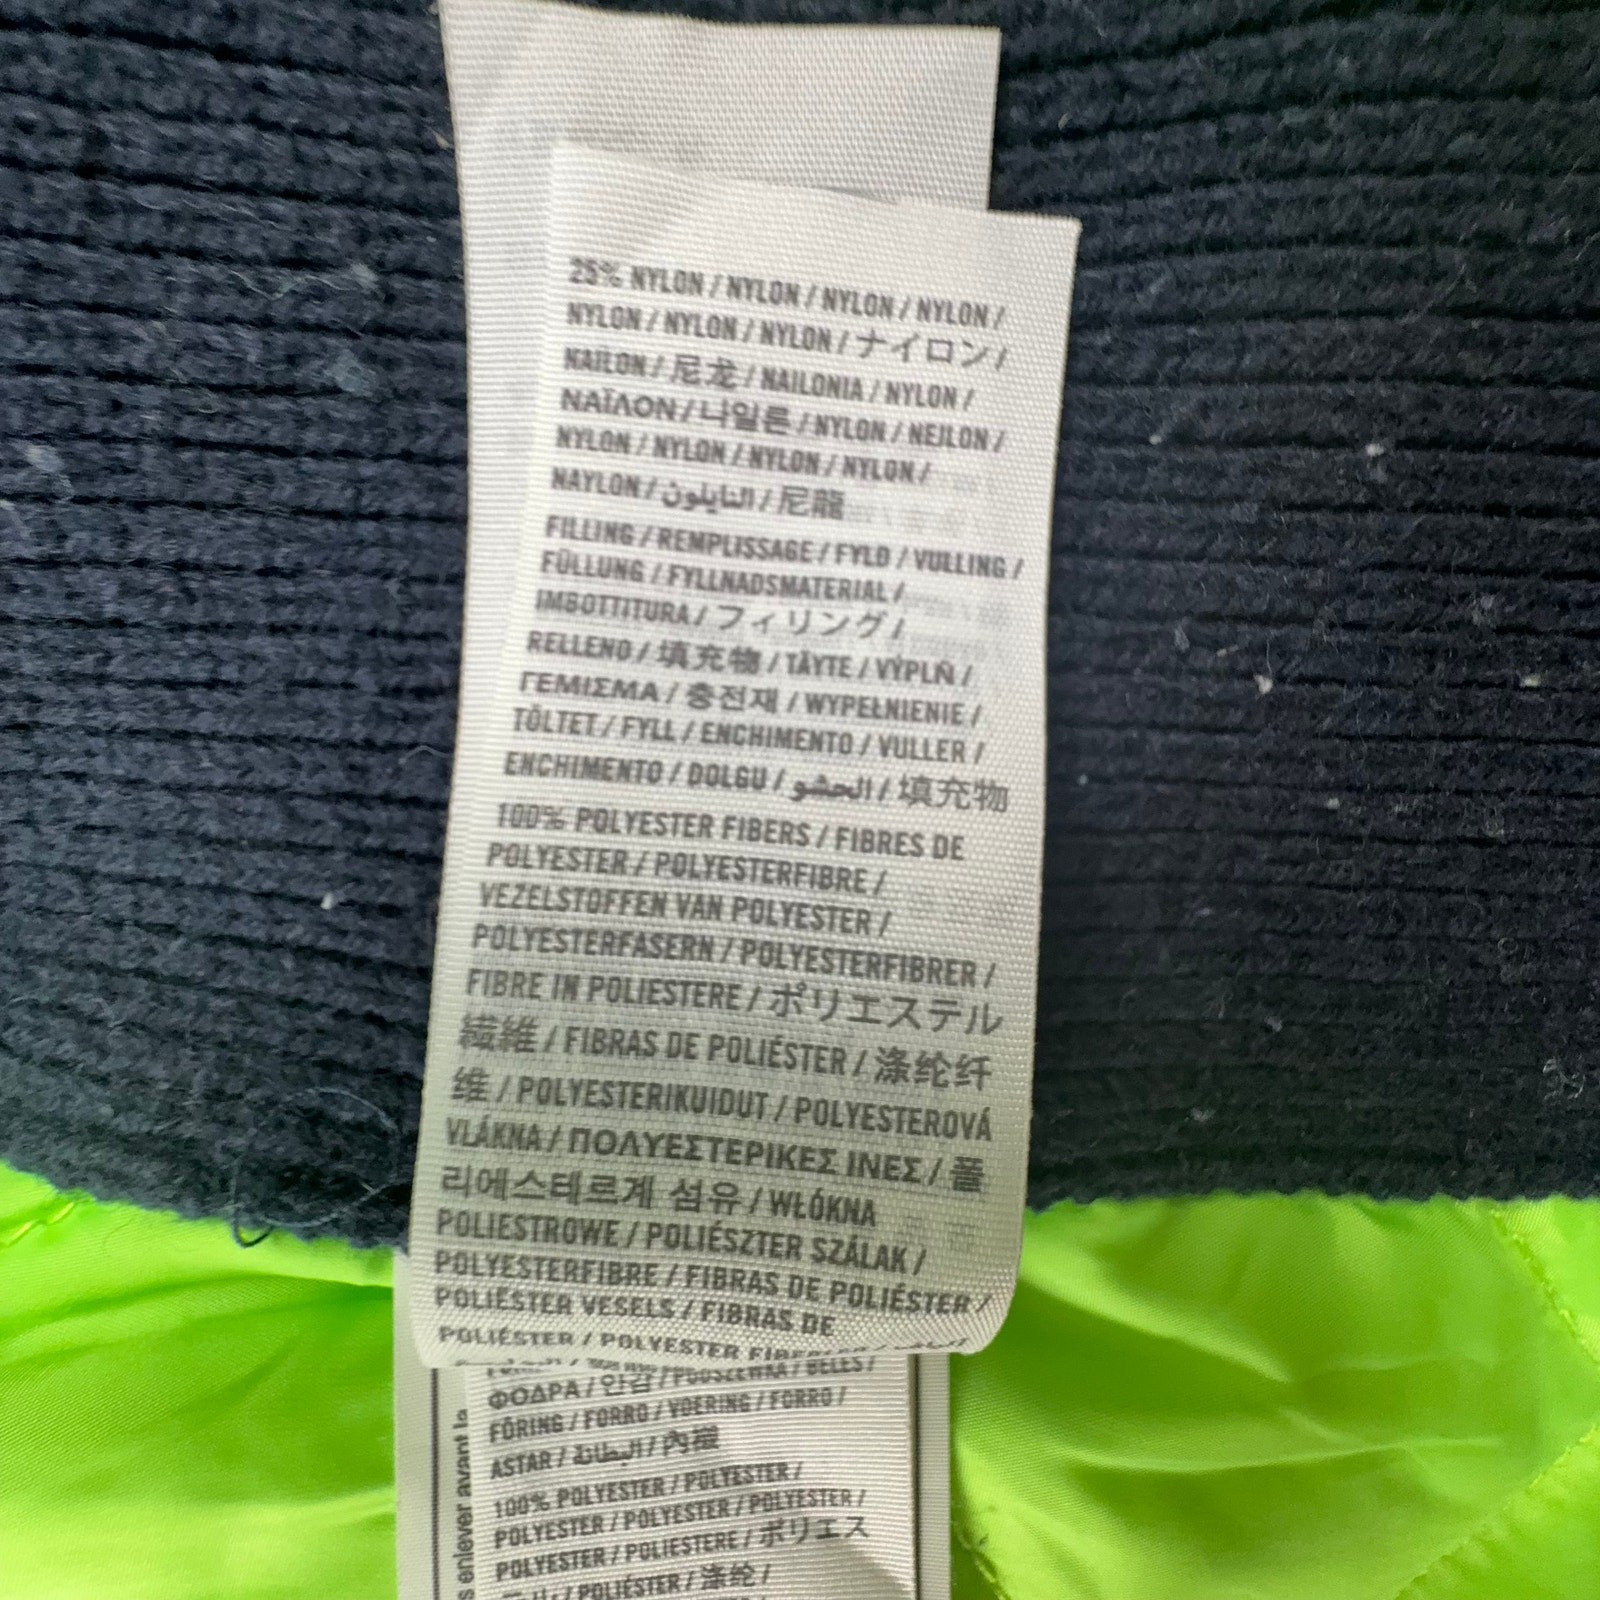 25% NYLON / NYLON / NYLON / NYLON /
NYLON / NYLON / NYLON / ナイロン /
NAILON / 尼龙 / NAILONIA / NYLON /
ΝΑΪΛΟΝ / 나일론 / NYLON / NEJLON /
NYLON / NYLON / NYLON / NYLON /
NAYLON / النايلون / 尼龍
FILLING / REMPLISSAGE / FYLD / VULLING /
FÜLLUNG / FYLLNADSMATERIAL /
IMBOTTITURA / フィリング /
RELLENO / 填充物 / TÄYTE / VÝPLŇ /
ΓΕΜΙΣΜΑ / 충전재 / WYPEŁNIENIE /
TÖLTET / FYLL / ENCHIMENTO / VULLER /
ENCHIMENTO / DOLGU / الحشو / 填充物
100% POLYESTER FIBERS / FIBRES DE
POLYESTER / POLYESTERFIBRE /
VEZELSTOFFEN VAN POLYESTER /
POLYESTERFASERN / POLYESTERFIBRER /
FIBRE IN POLIESTERE / ポリエステル
繊維 / FIBRAS DE POLIÉSTER / 涤纶纤
维 / POLYESTERIKUIDUT / POLYESTEROVÁ
VLÁKNA / ΠΟΛΥΕΣΤΕΡΙΚΕΣ ΙΝΕΣ / 폴
리에스테르계 섬유 / WŁÓKNA
POLIESTROWE / POLIÉSZTER SZÁLAK /
POLYESTERFIBRE / FIBRAS DE POLIÉSTER /
POLIÉSTER VESELS / FIBRAS DE
POLIÉSTER / POLYESTER
ΦΟΔΡΑ / 안감 / PODSZEWKA / BÉLÉS /
FÔRING / FORRO / VOERING / FORRO /
ASTAR / البطانة / 內襯
100% POLYESTER / POLYESTER /
POLYESTER / POLYESTER / POLYESTER /
POLYESTER / POLIESTERE / ポリエス
/ POLIÉSTER / 涤纶 /
enlever avant la